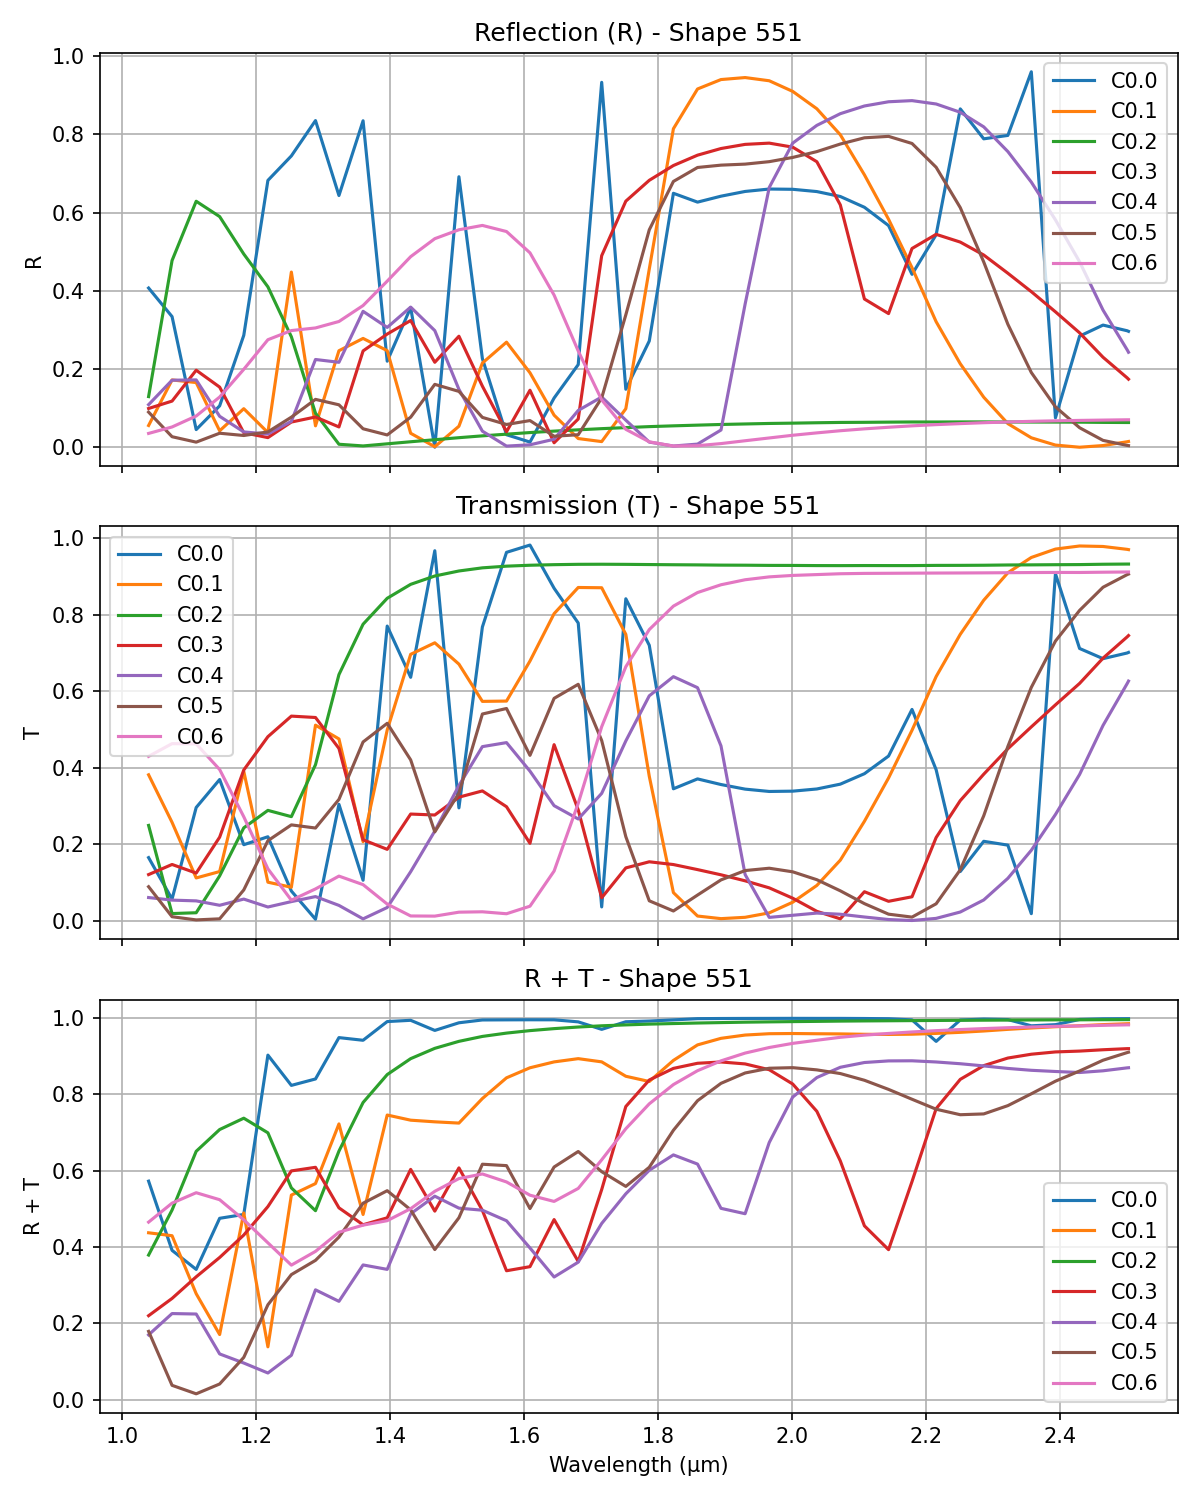 Reflection (R) - Shape 551
1.0
0.8
0.6
0.4
0.2
0.0
R
C0.0
C0.1
C0.2
C0.3
C0.4
C0.5
C0.6
Transmission (T) - Shape 551
1.0
0.8
0.6
0.4
0.2
0.0
T
C0.0
C0.1
C0.2
C0.3
C0.4
C0.5
C0.6
R + T - Shape 551
1.0
0.8
0.6
0.4
0.2
0.0
R + T
C0.0
C0.1
C0.2
C0.3
C0.4
C0.5
C0.6
1.0 1.2 1.4 1.6 1.8 2.0 2.2 2.4
Wavelength (μm)